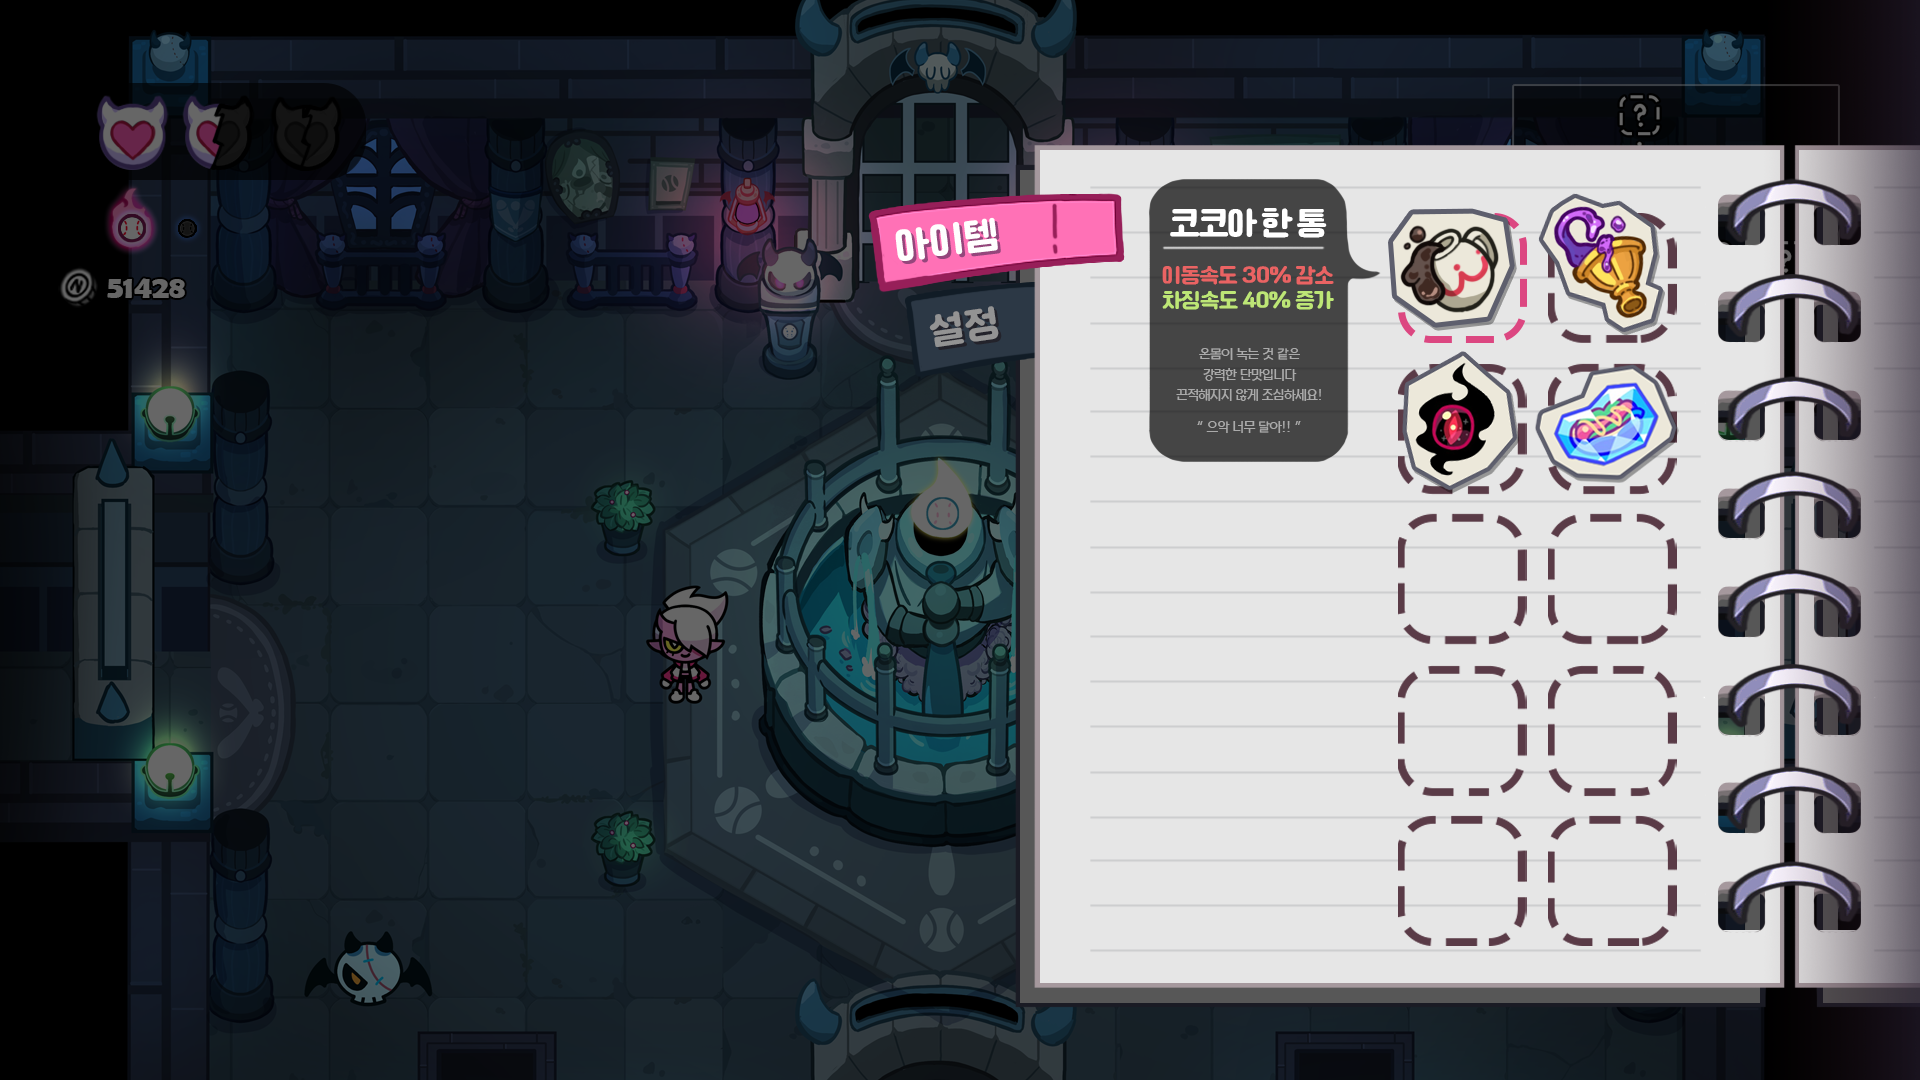 51428
아이템
설정
코코아 한 통
이동속도 30% 감소
차징속도 40% 증가
온몸이 녹는 것 같은
강력한 단맛입니다
끈적해지지 않게 조심하세요!
“ 으악 너무 달아!! ”
?